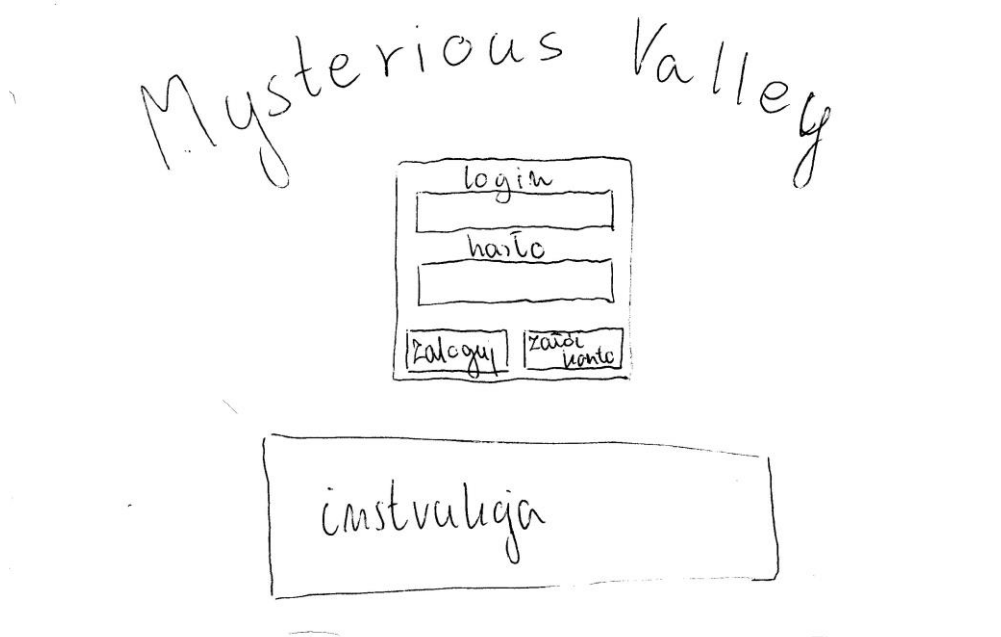 Mysterious Valley
login
hasło
zaloguj
załóż
konto
instrukcja